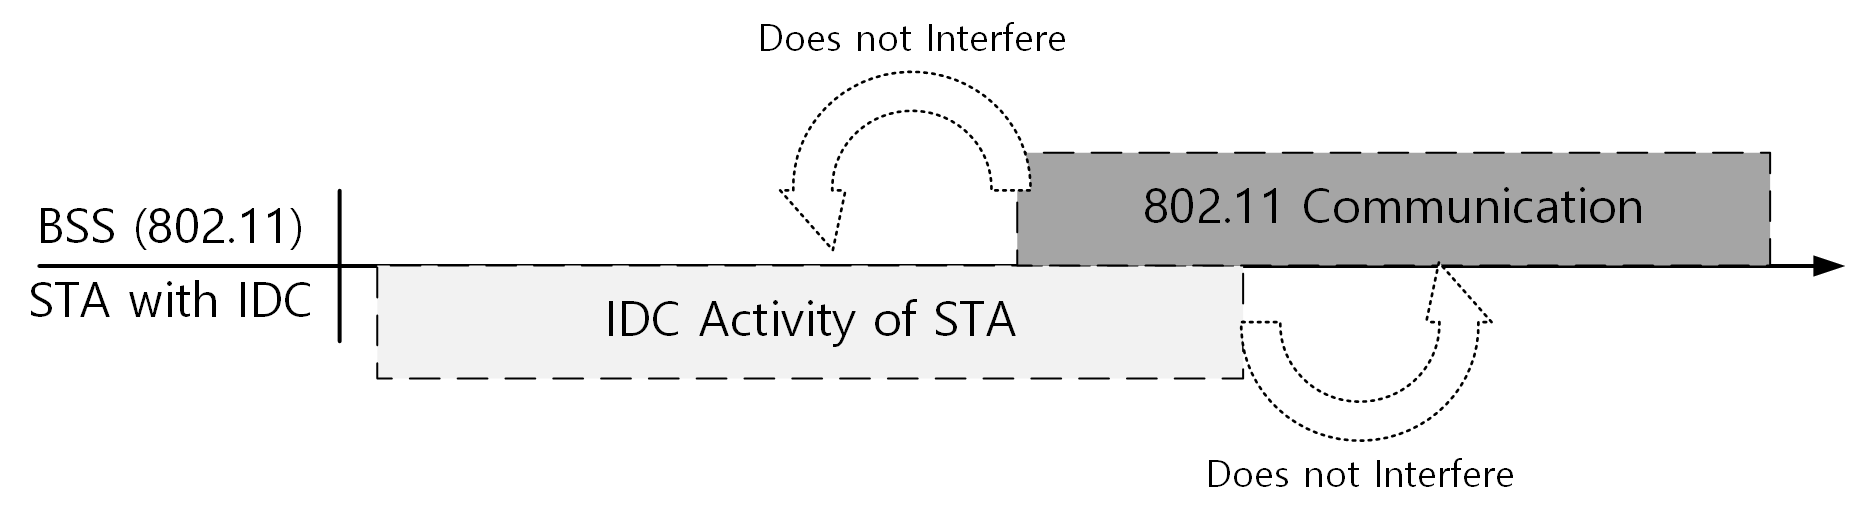 Does not Interfere
802.11 Communication
BSS (802.11)
STA with IDC
IDC Activity of STA
Does not Interfere